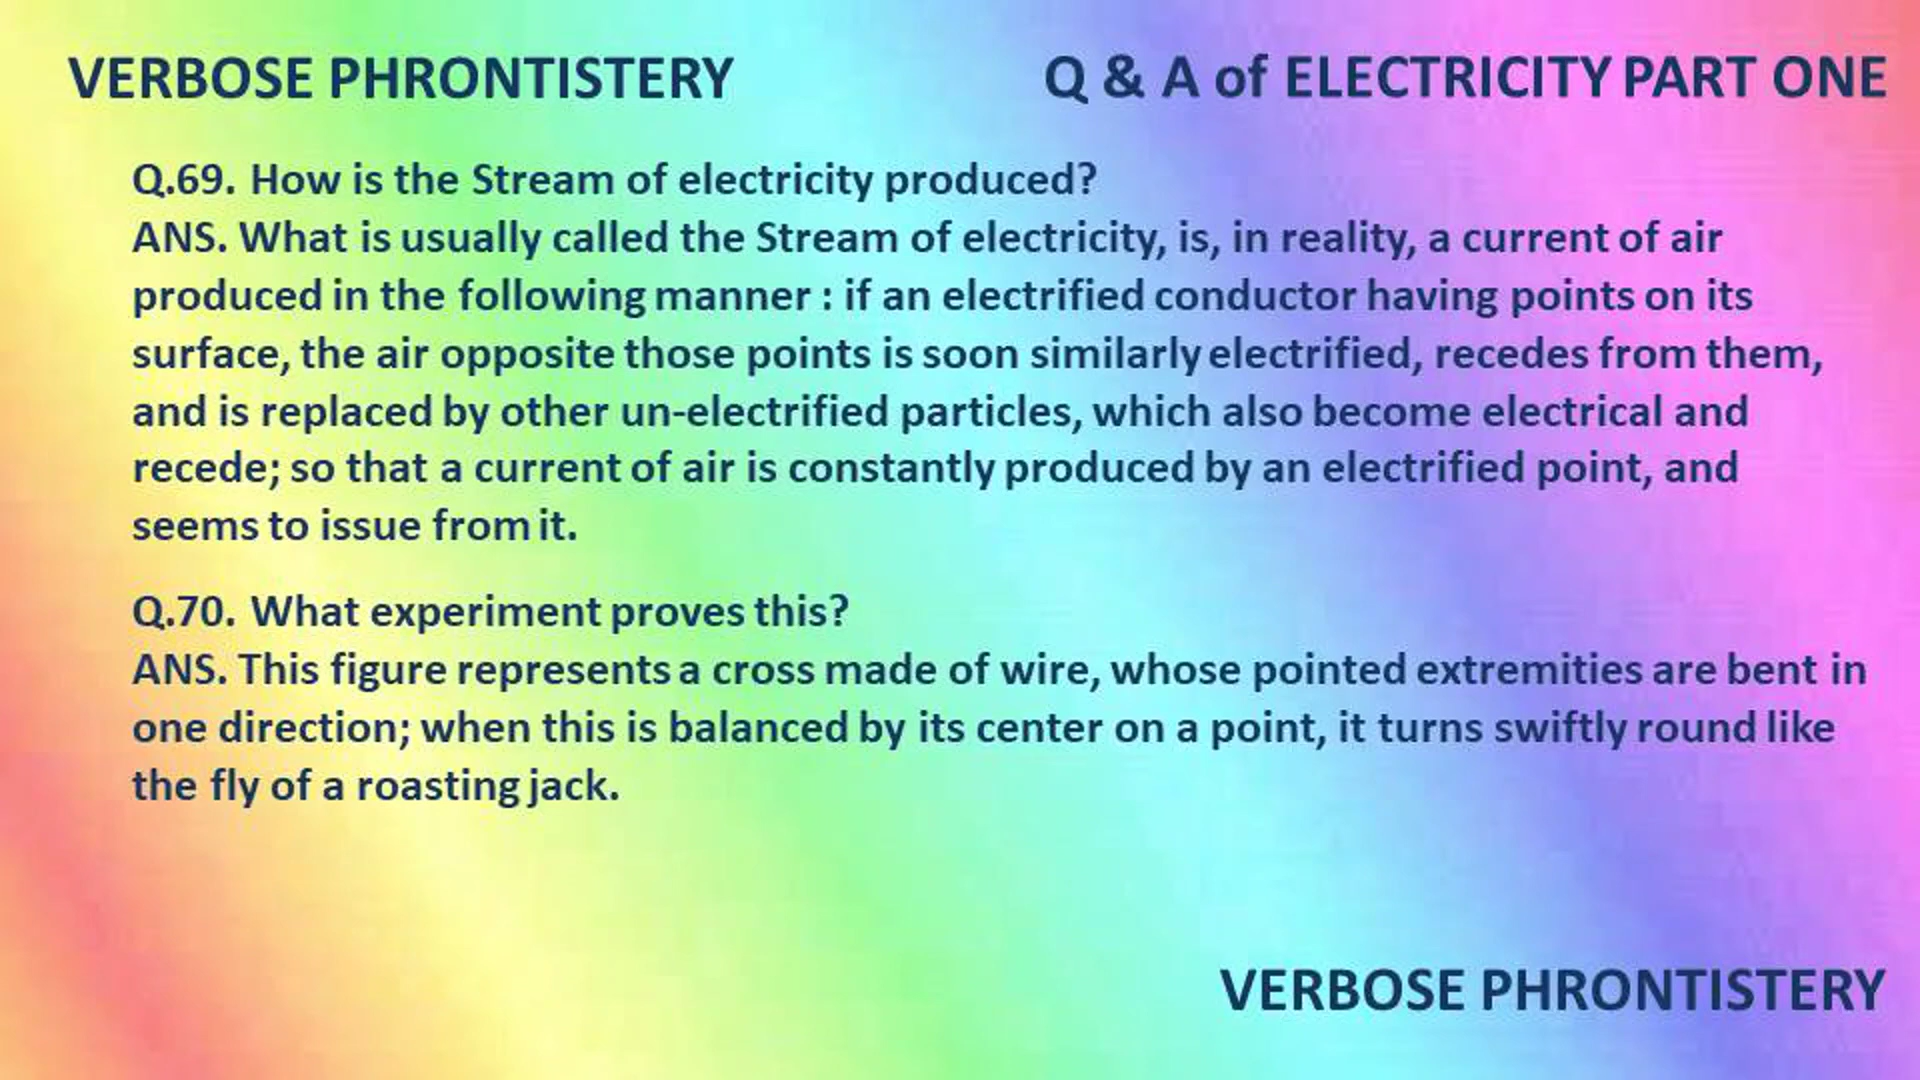 VERBOSE PHRONTISTERY
Q & A of ELECTRICITY PART ONE
Q.69. How is the Stream of electricity produced?
ANS. What is usually called the Stream of electricity, is, in reality, a current of air
produced in the following manner : if an electrified conductor having points on its
surface, the air opposite those points is soon similarly electrified, recedes from them,
and is replaced by other un-electrified particles, which also become electrical and
recede; so that a current of air is constantly produced by an electrified point, and
seems to issue from it.
Q.70. What experiment proves this?
ANS. This figure represents a cross made of wire, whose pointed extremities are bent in
one direction; when this is balanced by its center on a point, it turns swiftly round like
the fly of a roasting jack.
VERBOSE PHRONTISTERY